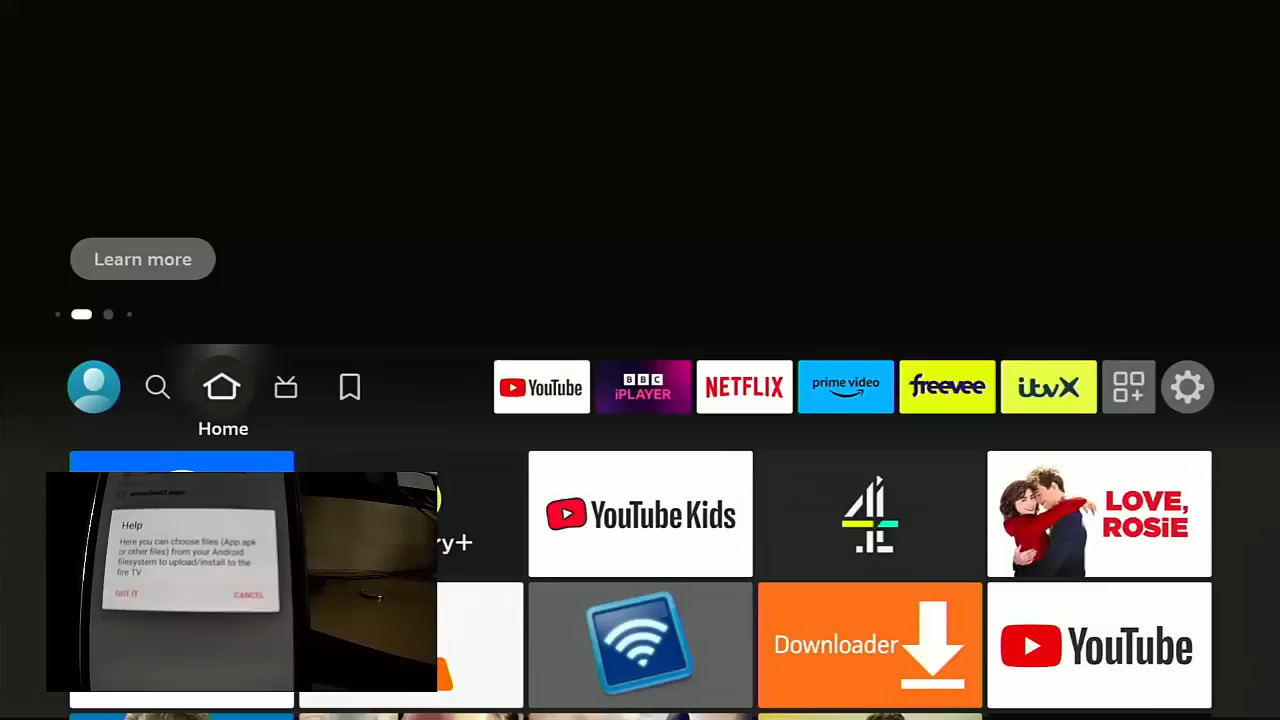 Learn more
YouTube
BBC
iPLAYER
NETFLIX
prime video
freevee
itvX
Home
ry+
YouTube Kids
4
LOVE,
ROSiE
Help
Here you can choose files (App.apk
or other files) from your Android
filesystem to upload/install to the
fire TV
GOT IT
CANCEL
Downloader
YouTube